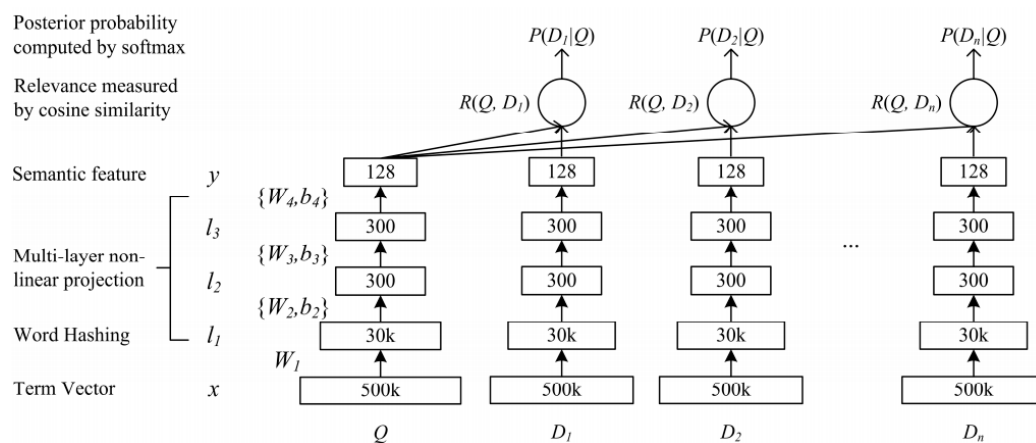 Posterior probability
computed by softmax
P(D₁|Q) P(D₂|Q) P(Dₙ|Q)
Relevance measured
by cosine similarity
R(Q, D₁) R(Q, D₂) R(Q, Dₙ)
Semantic feature y 128 128 128 128
{W₄,b₄}
l₃ 300 300 300 300
Multi-layer non-
linear projection
{W₃,b₃} ...
l₂ 300 300 300 300
{W₂,b₂}
Word Hashing l₁ 30k 30k 30k 30k
W₁
Term Vector x 500k 500k 500k 500k
Q D₁ D₂ Dₙ